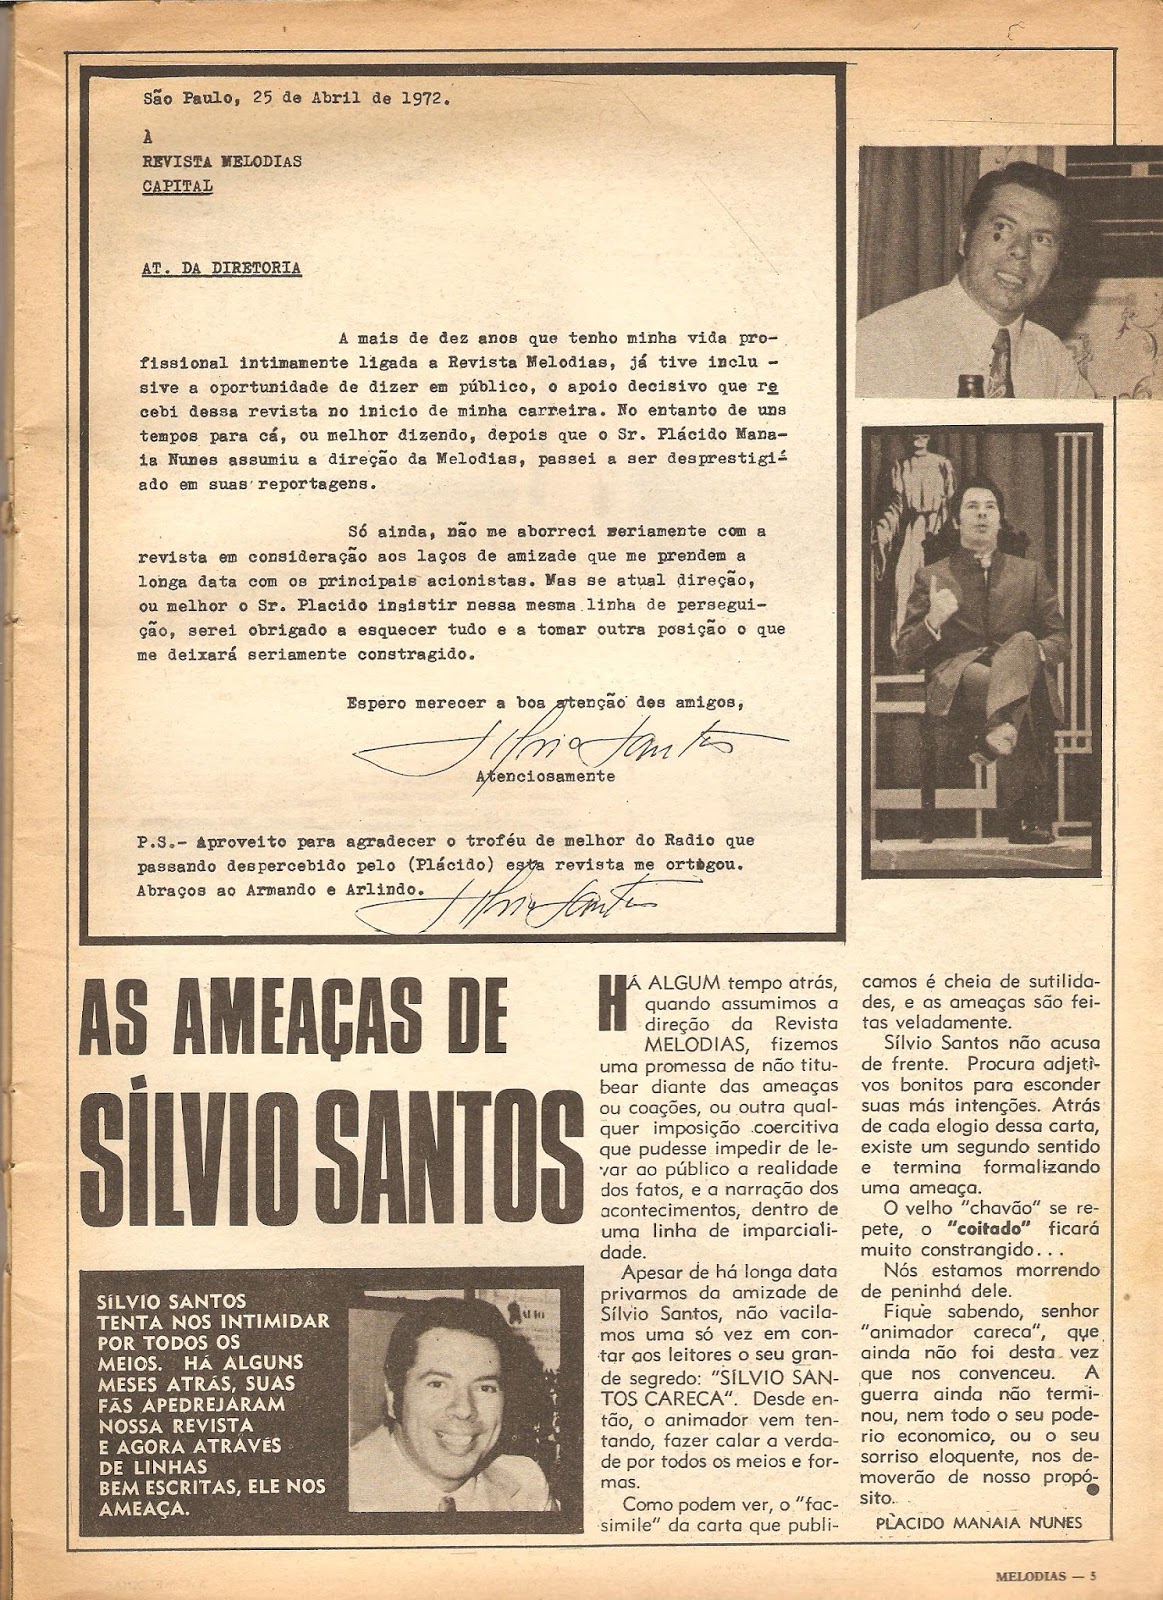 São Paulo, 25 de Abril de 1972.
À
REVISTA MELODIAS
CAPITAL
AT. DA DIRETORIA
A mais de dez anos que tenho minha vida pro-
fissional intimamente ligada a Revista Melodias, já tive inclu -
sive a oportunidade de dizer em público, o apoio decisivo que re
cebi dessa revista no inicio de minha carreira. No entanto de uns
tempos para cá, ou melhor dizendo, depois que o Sr. Plácido Mana-
ia Nunes assumiu a direção da Melodias, passei a ser desprestigi-
ado em suas reportagens.
Só ainda, não me aborreci seriamente com a
revista em consideração aos laços de amizade que me prendem a
longa data com os principais acionistas. Mas se atual direção,
ou melhor o Sr. Placido insistir nessa mesma linha de persegui-
ção, serei obrigado a esquecer tudo e a tomar outra posição o que
me deixará seriamente constragido.
Espero merecer a boa atenção dos amigos,
Silvio Santos
Atenciosamente
P.S.- Aproveito para agradecer o troféu de melhor do Radio que
passando despercebido pelo (Plácido) esta revista me ortogou.
Abraços ao Armando e Arlindo.
Silvio Santos
AS AMEAÇAS DE
SÍLVIO SANTOS
SÍLVIO SANTOS
TENTA NOS INTIMIDAR
POR TODOS OS
MEIOS. HÁ ALGUNS
MESES ATRÁS, SUAS
FÃS APEDREJARAM
NOSSA REVISTA
E AGORA ATRAVÉS
DE LINHAS
BEM ESCRITAS, ELE NOS
AMEAÇA.
HÁ ALGUM tempo atrás,
quando assumimos a
direção da Revista
MELODIAS, fizemos
uma promessa de não titu-
bear diante das ameaças
ou coações, ou outra qual-
quer imposição coercitiva
que pudesse impedir de le-
var ao público a realidade
dos fatos, e a narração dos
acontecimentos, dentro de
uma linha de imparciali-
dade.
Apesar de há longa data
privarmos da amizade de
Sílvio Santos, não vacila-
mos uma só vez em con-
tar aos leitores o seu gran-
de segredo: "SÍLVIO SAN-
TOS CARECA". Desde en-
tão, o animador vem ten-
tando, fazer calar a verda-
de por todos os meios e for-
mas.
Como podem ver, o "fac-
simile" da carta que publi-
camos é cheia de sutilida-
des, e as ameaças são fei-
tas veladamente.
Sílvio Santos não acusa
de frente. Procura adjeti-
vos bonitos para esconder
suas más intenções. Atrás
de cada elogio dessa carta,
existe um segundo sentido
e termina formalizando
uma ameaça.
O velho "chavão" se re-
pete, o "coitado" ficará
muito constrangido...
Nós estamos morrendo
de peninha dele.
Fique sabendo, senhor
"animador careca", que
ainda não foi desta vez
que nos convenceu. A
guerra ainda não termi-
nou, nem todo o seu pode-
rio economico, ou o seu
sorriso eloquente, nos de-
moverão de nosso propó-
sito.
PLÁCIDO MANAIA NUNES
MELODIAS — 5